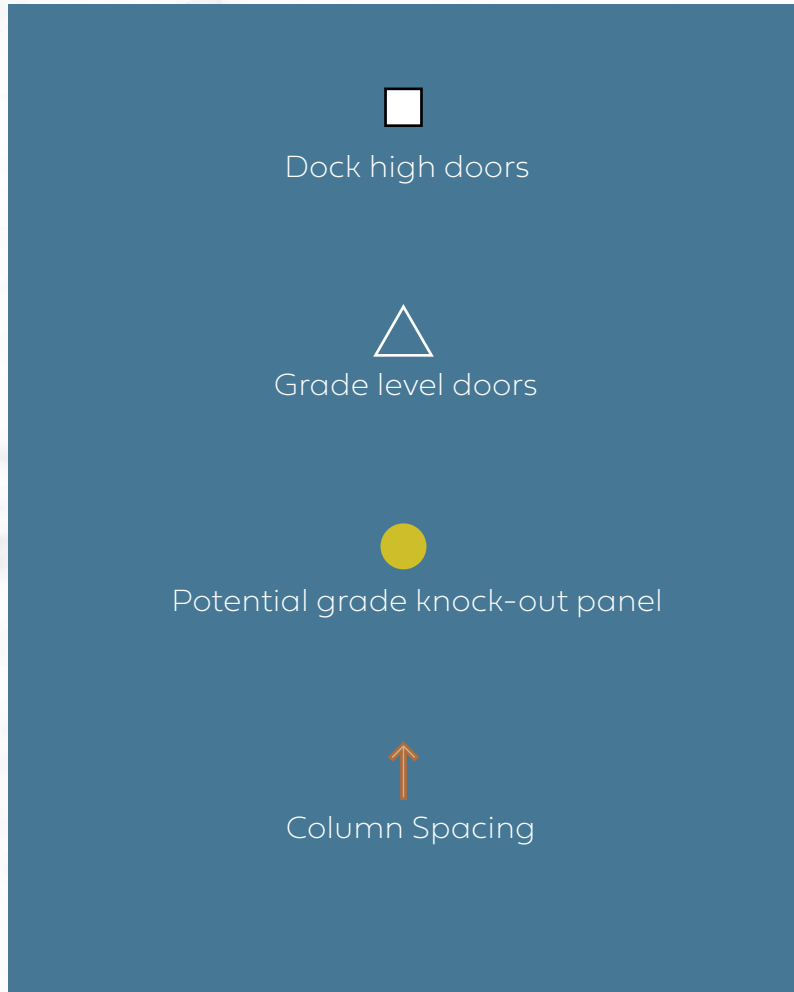 Dock high doors
Grade level doors
Potential grade knock-out panel
Column Spacing